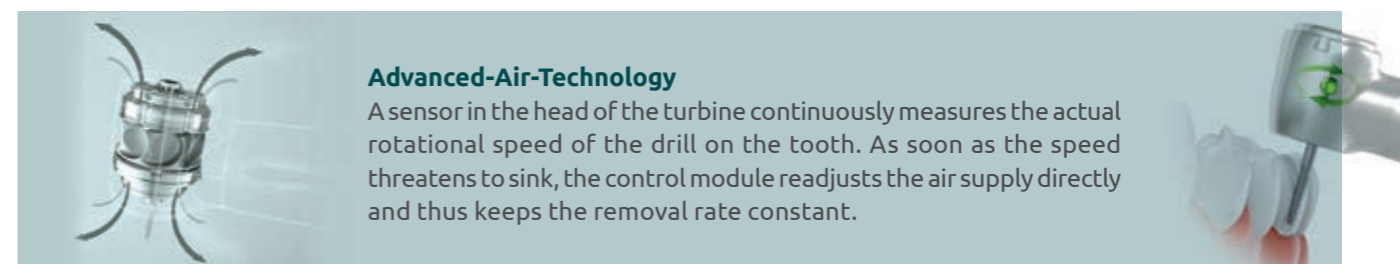 Advanced-Air-Technology
A sensor in the head of the turbine continuously measures the actual
rotational speed of the drill on the tooth. As soon as the speed
threatens to sink, the control module readjusts the air supply directly
and thus keeps the removal rate constant.